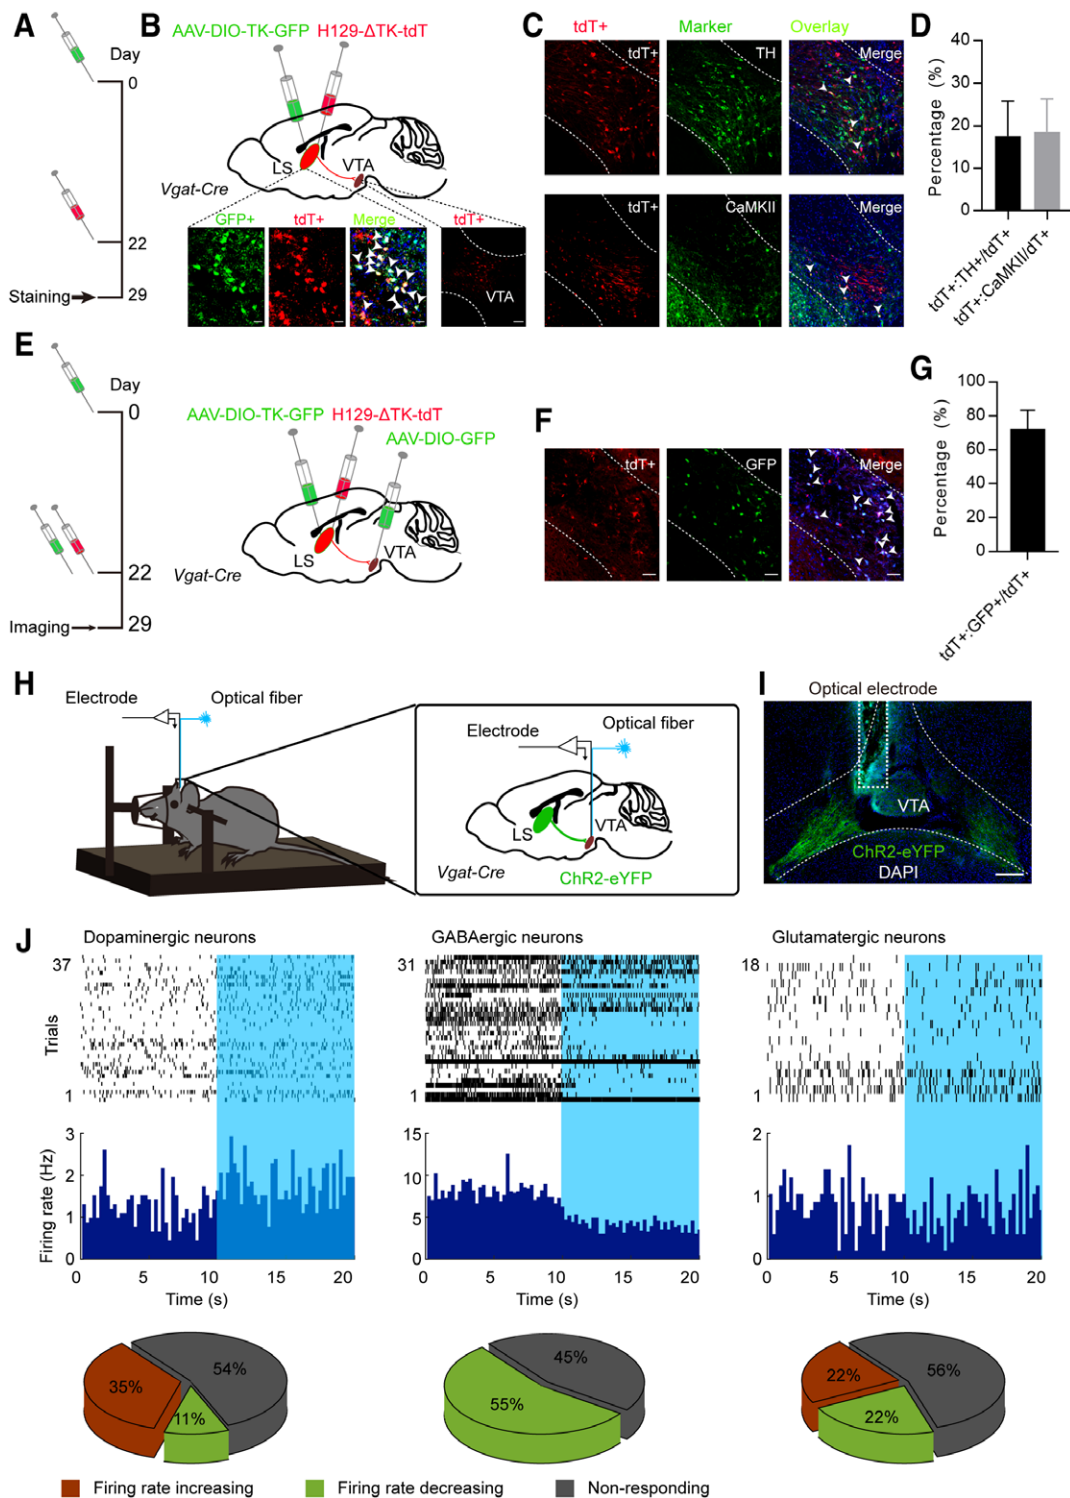 A
Day
0
22
Staining
29
B
AAV-DIO-TK-GFP H129-ΔTK-tdT
LS
VTA
Vgat-Cre
GFP+
tdT+
Merge
tdT+
VTA
C
tdT+
Marker
Overlay
tdT+
TH
Merge
tdT+
CaMKII
Merge
D
Percentage (%)
40
30
20
10
0
tdT+:TH+/tdT+
tdT+:CaMKII/dT+
E
Day
0
22
Imaging
29
AAV-DIO-TK-GFP H129-ΔTK-tdT
AAV-DIO-GFP
LS
VTA
Vgat-Cre
F
tdT+
GFP
Merge
G
Percentage (%)
100
80
60
40
20
0
tdT+:GFP+/tdT+
H
Electrode
Optical fiber
Electrode
Optical fiber
LS
VTA
Vgat-Cre
ChR2-eYFP
I
Optical electrode
VTA
ChR2-eYFP
DAPI
J
Dopaminergic neurons
37
Trials
1
3
2
1
0
Firing rate (Hz)
0 5 10 15 20
Time (s)
GABAergic neurons
31
1
15
10
5
0
0 5 10 15 20
Time (s)
Glutamatergic neurons
18
1
2
1
0
0 5 10 15 20
Time (s)
54%
35%
11%
45%
55%
56%
22%
22%
Firing rate increasing
Firing rate decreasing
Non-responding